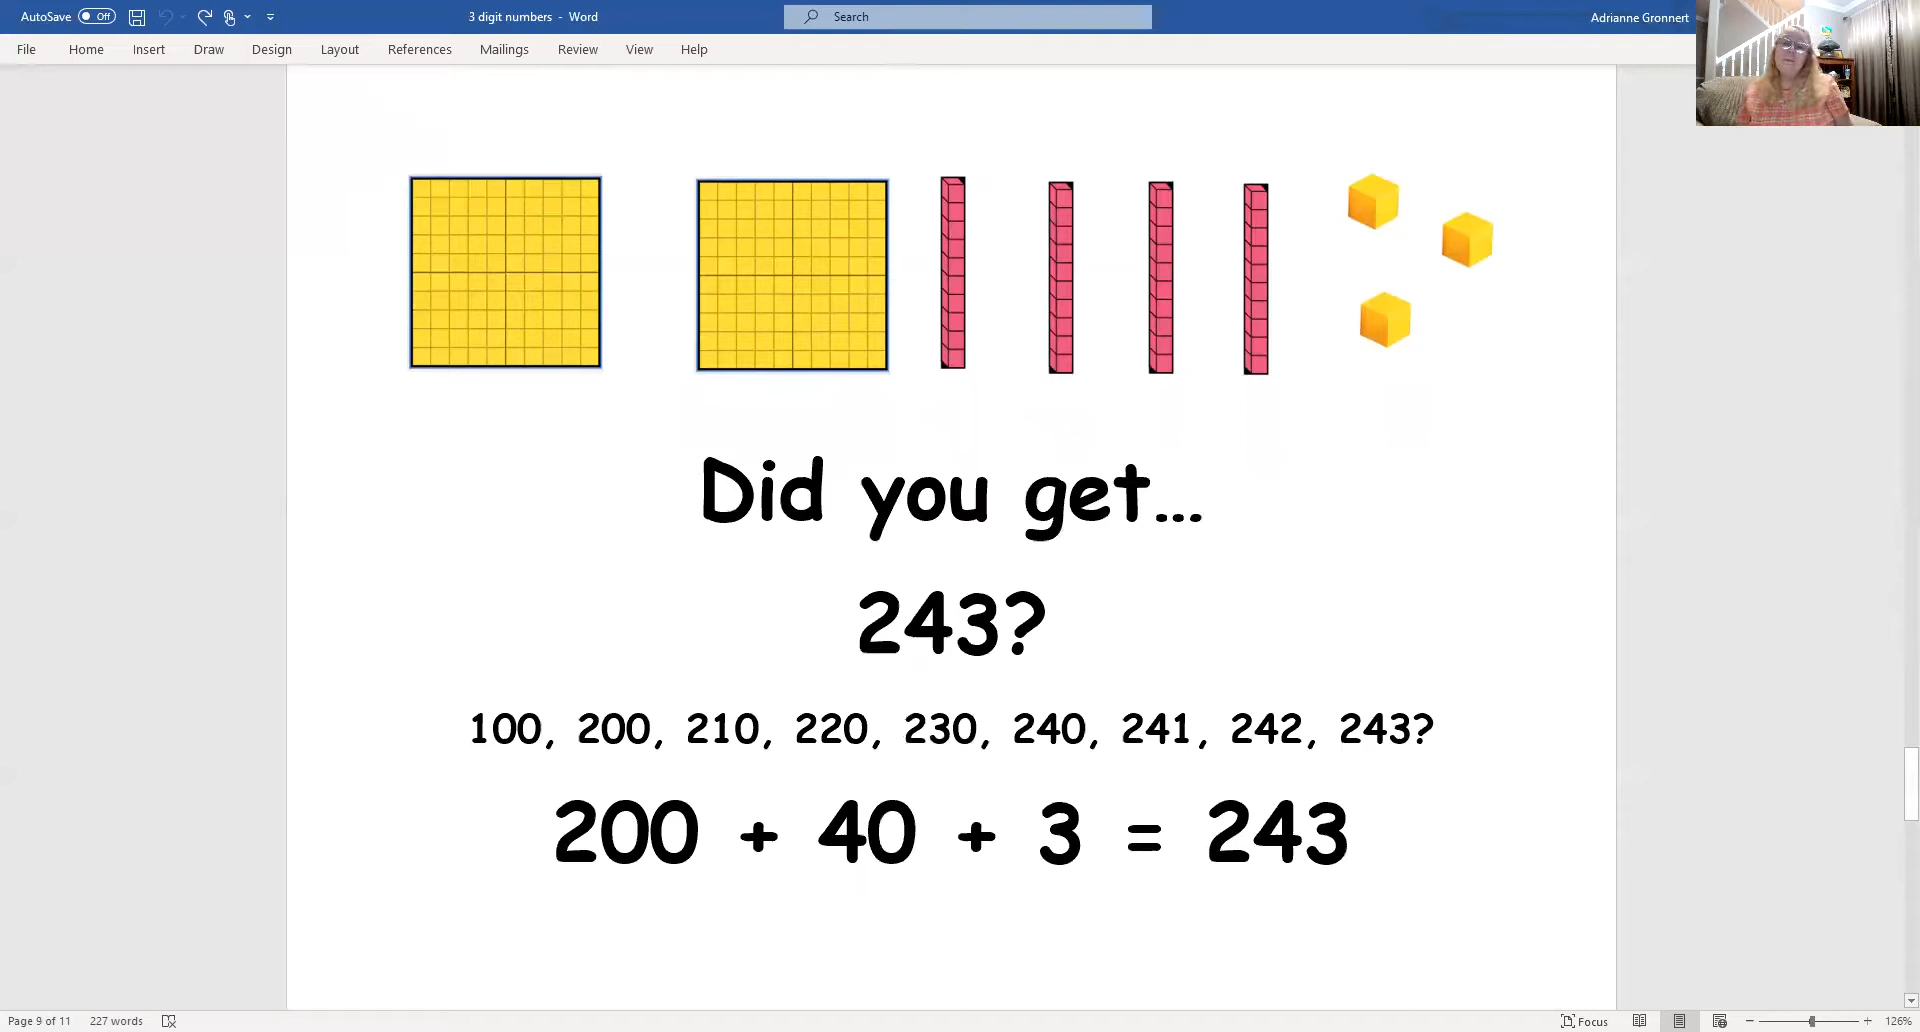 AutoSave Off 3 digit numbers - Word Search Adrianne Gronnert
File Home Insert Draw Design Layout References Mailings Review View Help
Did you get...
243?
100, 200, 210, 220, 230, 240, 241, 242, 243?
200 + 40 + 3 = 243
Page 9 of 11 227 words Focus 126%